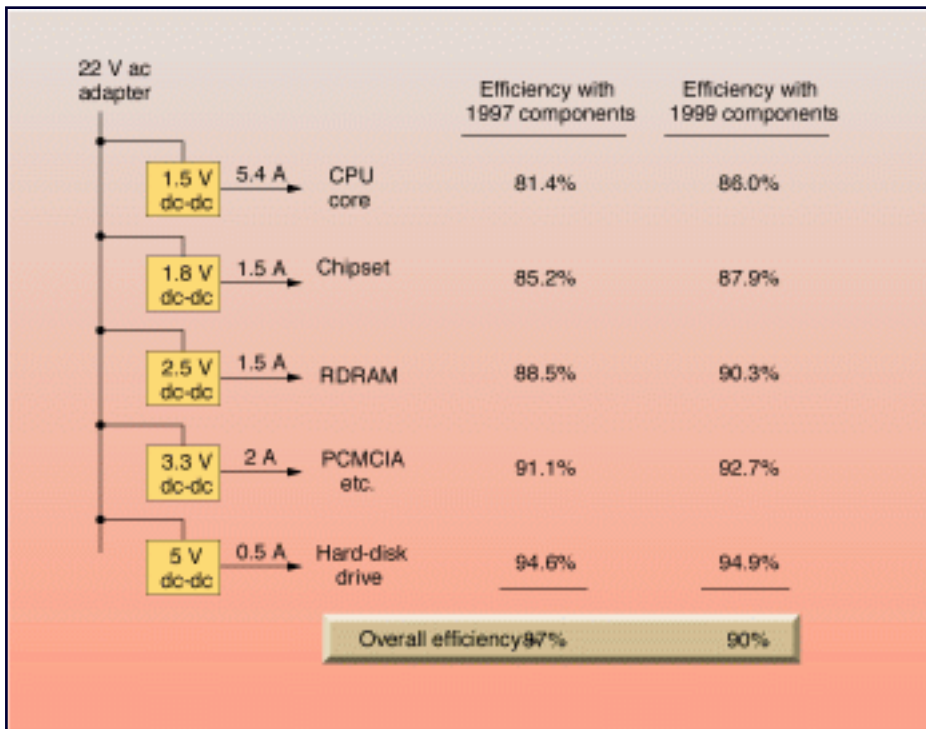 22 V ac
adapter
Efficiency with
1997 components
Efficiency with
1999 components
1.5 V
dc-dc
5.4 A
CPU
core
81.4%
86.0%
1.8 V
dc-dc
1.5 A
Chipset
85.2%
87.9%
2.5 V
dc-dc
1.5 A
RDRAM
88.5%
90.3%
3.3 V
dc-dc
2 A
PCMCIA
etc.
91.1%
92.7%
5 V
dc-dc
0.5 A
Hard-disk
drive
94.6%
94.9%
Overall efficiency 87% 90%